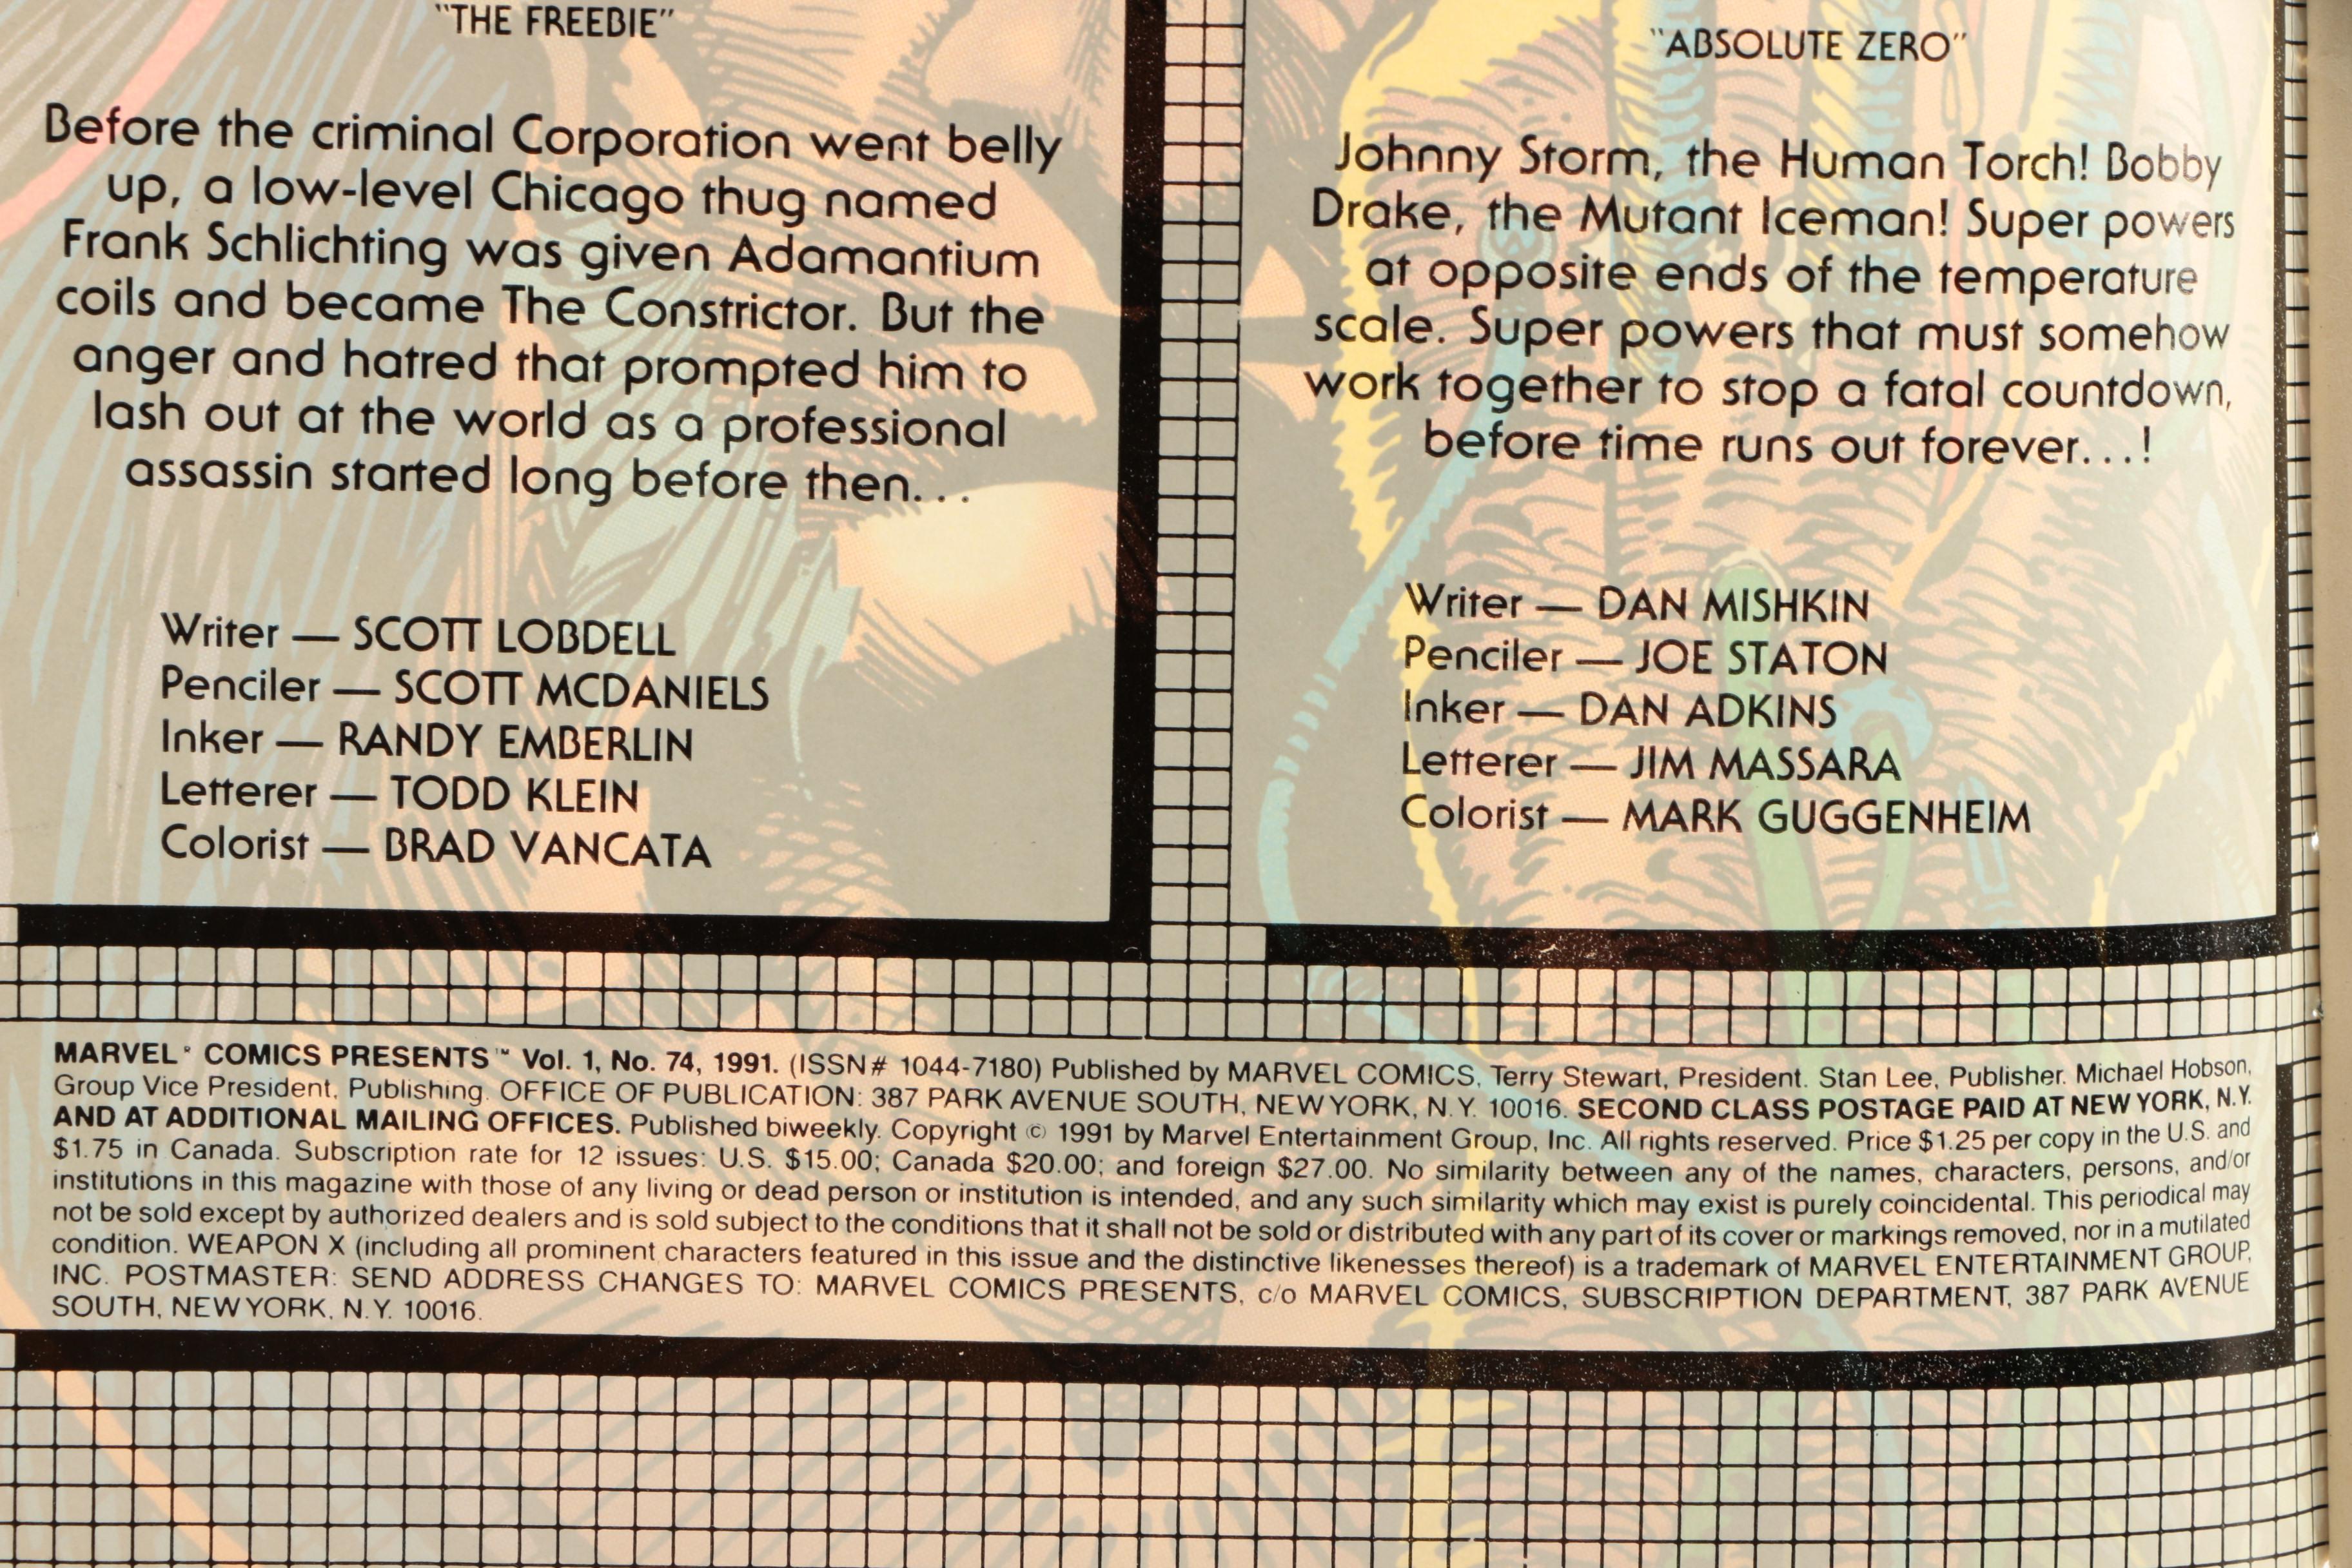 "THE FREEBIE"
Before the criminal Corporation went belly
up, a low-level Chicago thug named
Frank Schlichting was given Adamantium
coils and became The Constrictor. But the
anger and hatred that prompted him to
lash out at the world as a professional
assassin started long before then...
Writer — SCOTT LOBDELL
Penciler — SCOTT MCDANIELS
Inker — RANDY EMBERLIN
Letterer — TODD KLEIN
Colorist — BRAD VANCATA
"ABSOLUTE ZERO"
Johnny Storm, the Human Torch! Bobby
Drake, the Mutant Iceman! Super powers
at opposite ends of the temperature
scale. Super powers that must somehow
work together to stop a fatal countdown,
before time runs out forever...!
Writer — DAN MISHKIN
Penciler — JOE STATON
Inker — DAN ADKINS
Letterer — JIM MASSARA
Colorist — MARK GUGGENHEIM
MARVEL® COMICS PRESENTS™ Vol. 1, No. 74, 1991. (ISSN# 1044-7180) Published by MARVEL COMICS, Terry Stewart, President. Stan Lee, Publisher. Michael Hobson,
Group Vice President, Publishing. OFFICE OF PUBLICATION: 387 PARK AVENUE SOUTH, NEW YORK, N.Y. 10016. SECOND CLASS POSTAGE PAID AT NEW YORK, N.Y.
AND AT ADDITIONAL MAILING OFFICES. Published biweekly. Copyright © 1991 by Marvel Entertainment Group, Inc. All rights reserved. Price $1.25 per copy in the U.S. and
$1.75 in Canada. Subscription rate for 12 issues: U.S. $15.00; Canada $20.00; and foreign $27.00. No similarity between any of the names, characters, persons, and/or
institutions in this magazine with those of any living or dead person or institution is intended, and any such similarity which may exist is purely coincidental. This periodical may
not be sold except by authorized dealers and is sold subject to the conditions that it shall not be sold or distributed with any part of its cover or markings removed, nor in a mutilated
condition. WEAPON X (including all prominent characters featured in this issue and the distinctive likenesses thereof) is a trademark of MARVEL ENTERTAINMENT GROUP,
INC. POSTMASTER: SEND ADDRESS CHANGES TO: MARVEL COMICS PRESENTS, c/o MARVEL COMICS, SUBSCRIPTION DEPARTMENT, 387 PARK AVENUE
SOUTH, NEW YORK, N.Y. 10016.